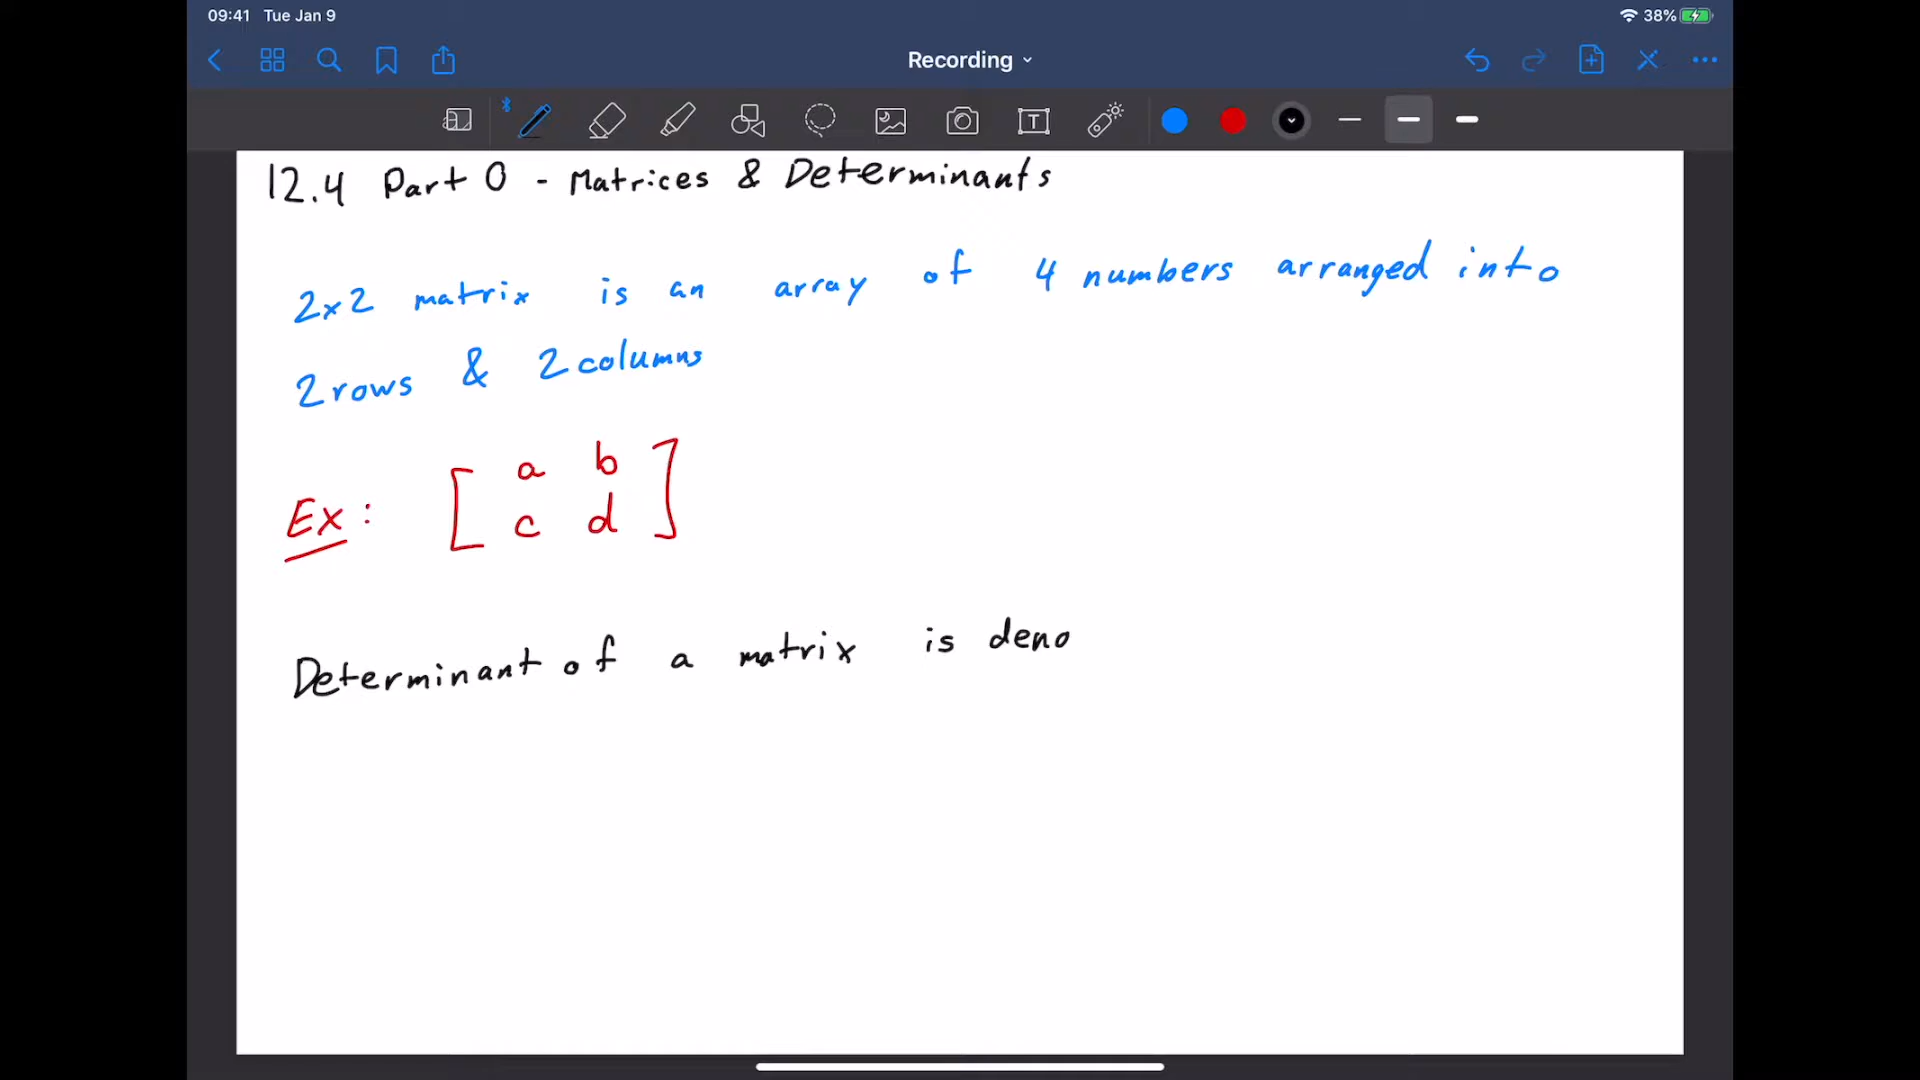 09:41 Tue Jan 9 38%
Recording
T
12.4 Part 0 - Matrices & Determinants
2x2 matrix is an array of 4 numbers arranged into
2 rows & 2 columns
Ex: [ a b
c d ]
Determinant of a matrix is deno